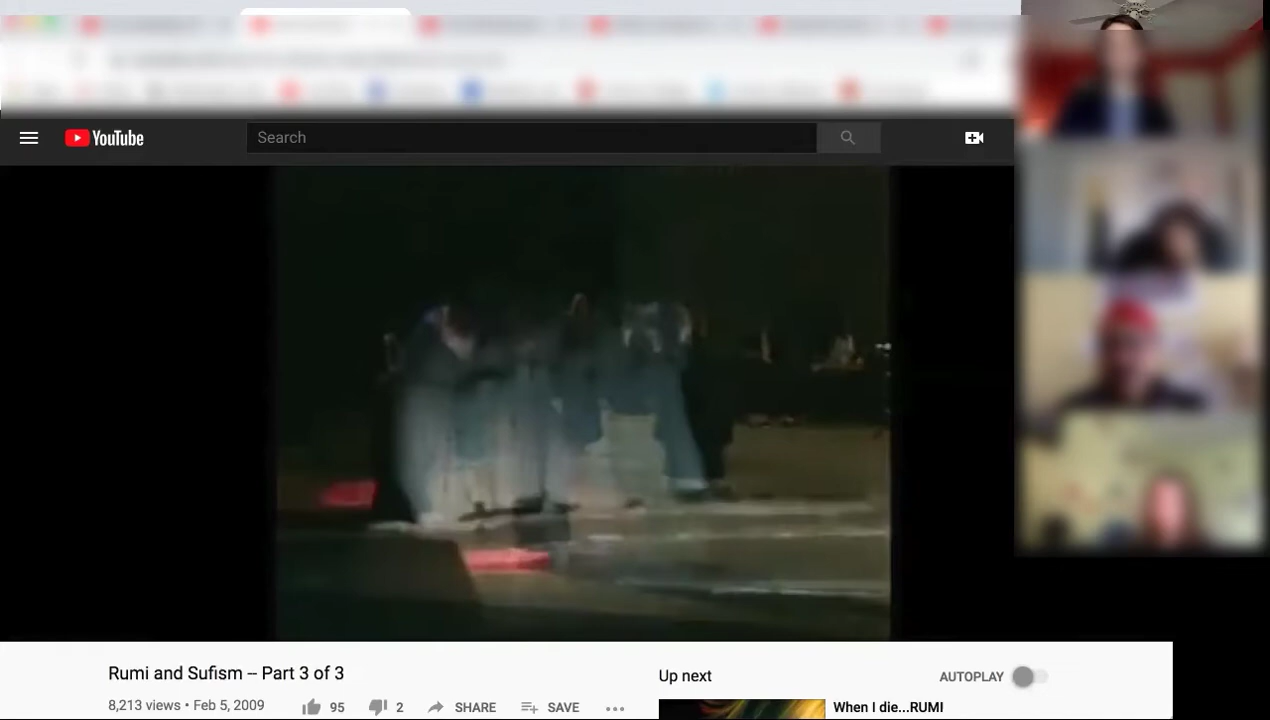 YouTube
Search
Rumi and Sufism – Part 3 of 3
8,213 views • Feb 5, 2009
95
2
SHARE
SAVE
Up next
AUTOPLAY
When I die...RUMI